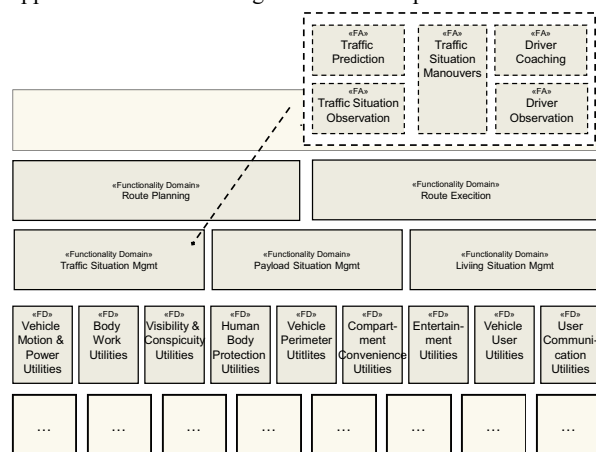 «FA»
Traffic
Prediction
«FA»
Traffic
Situation
Manouvers
«FA»
Driver
Coaching
«FA»
Traffic Situation
Observation
«FA»
Driver
Observation
«Functionality Domain»
Route Planning
«Functionality Domain»
Route Execition
«Functionality Domain»
Traffic Situation Mgmt
«Functionality Domain»
Payload Situation Mgmt
«Functionality Domain»
Liviing Situation Mgmt
«FD»
Vehicle
Motion &
Power
Utilities
«FD»
Body
Work
Utilities
«FD»
Visibility &
Conspicuity
Utilities
«FD»
Human
Body
Protection
Utilities
«FD»
Vehicle
Perimeter
Utitlites
«FD»
Compart-
ment
Convenience
Utilities
«FD»
Entertain-
ment
Utilities
«FD»
Vehicle
User
Utilities
«FD»
User
Communi-
cation
Utilities
...
...
...
...
...
...
...
...